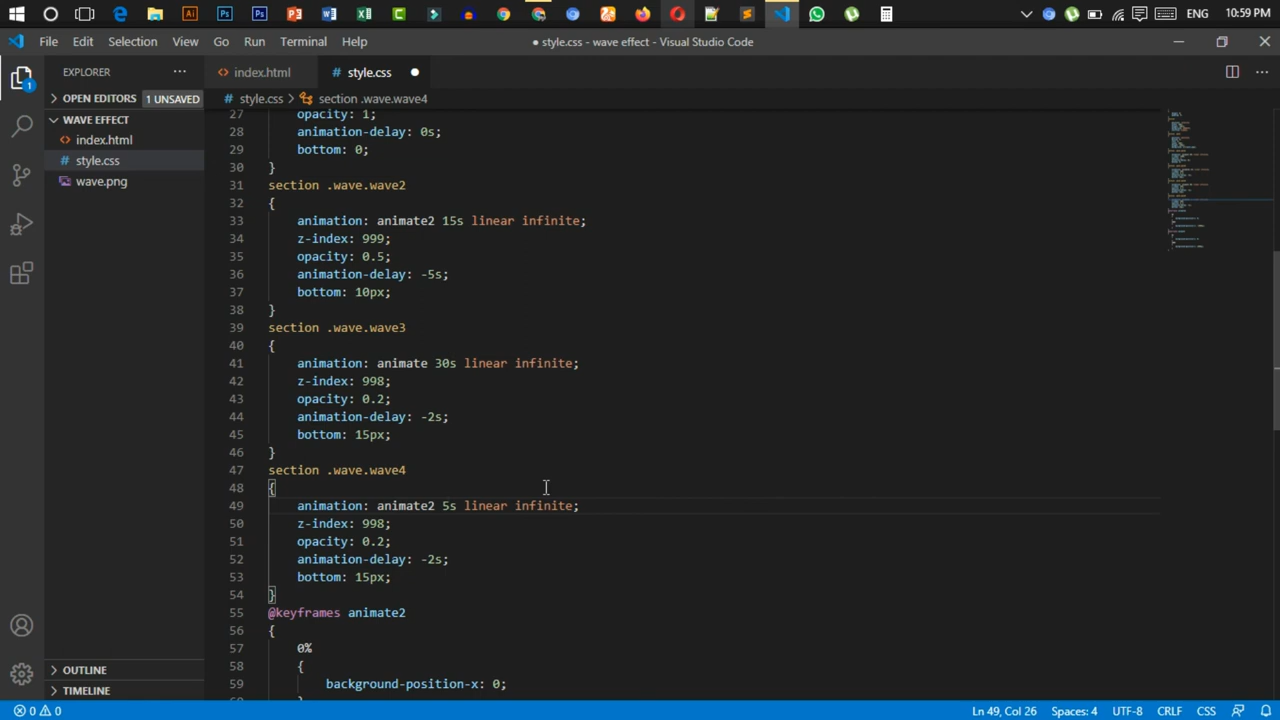 ENG
10:59 PM
File Edit Selection View Go Run Terminal Help
● style.css - wave effect - Visual Studio Code
EXPLORER
index.html
# style.css
OPEN EDITORS 1 UNSAVED
# style.css > section .wave.wave4
WAVE EFFECT
index.html
# style.css
wave.png
27 opacity: 1;
28 animation-delay: 0s;
29 bottom: 0;
30 }
31 section .wave.wave2
32 {
33 animation: animate2 15s linear infinite;
34 z-index: 999;
35 opacity: 0.5;
36 animation-delay: -5s;
37 bottom: 10px;
38 }
39 section .wave.wave3
40 {
41 animation: animate 30s linear infinite;
42 z-index: 998;
43 opacity: 0.2;
44 animation-delay: -2s;
45 bottom: 15px;
46 }
47 section .wave.wave4
48 {
49 animation: animate2 5s linear infinite;
50 z-index: 998;
51 opacity: 0.2;
52 animation-delay: -2s;
53 bottom: 15px;
54 }
55 @keyframes animate2
56 {
57 0%
58 {
59 background-position-x: 0;
OUTLINE
TIMELINE
0 0
Ln 49, Col 26 Spaces: 4 UTF-8 CRLF CSS